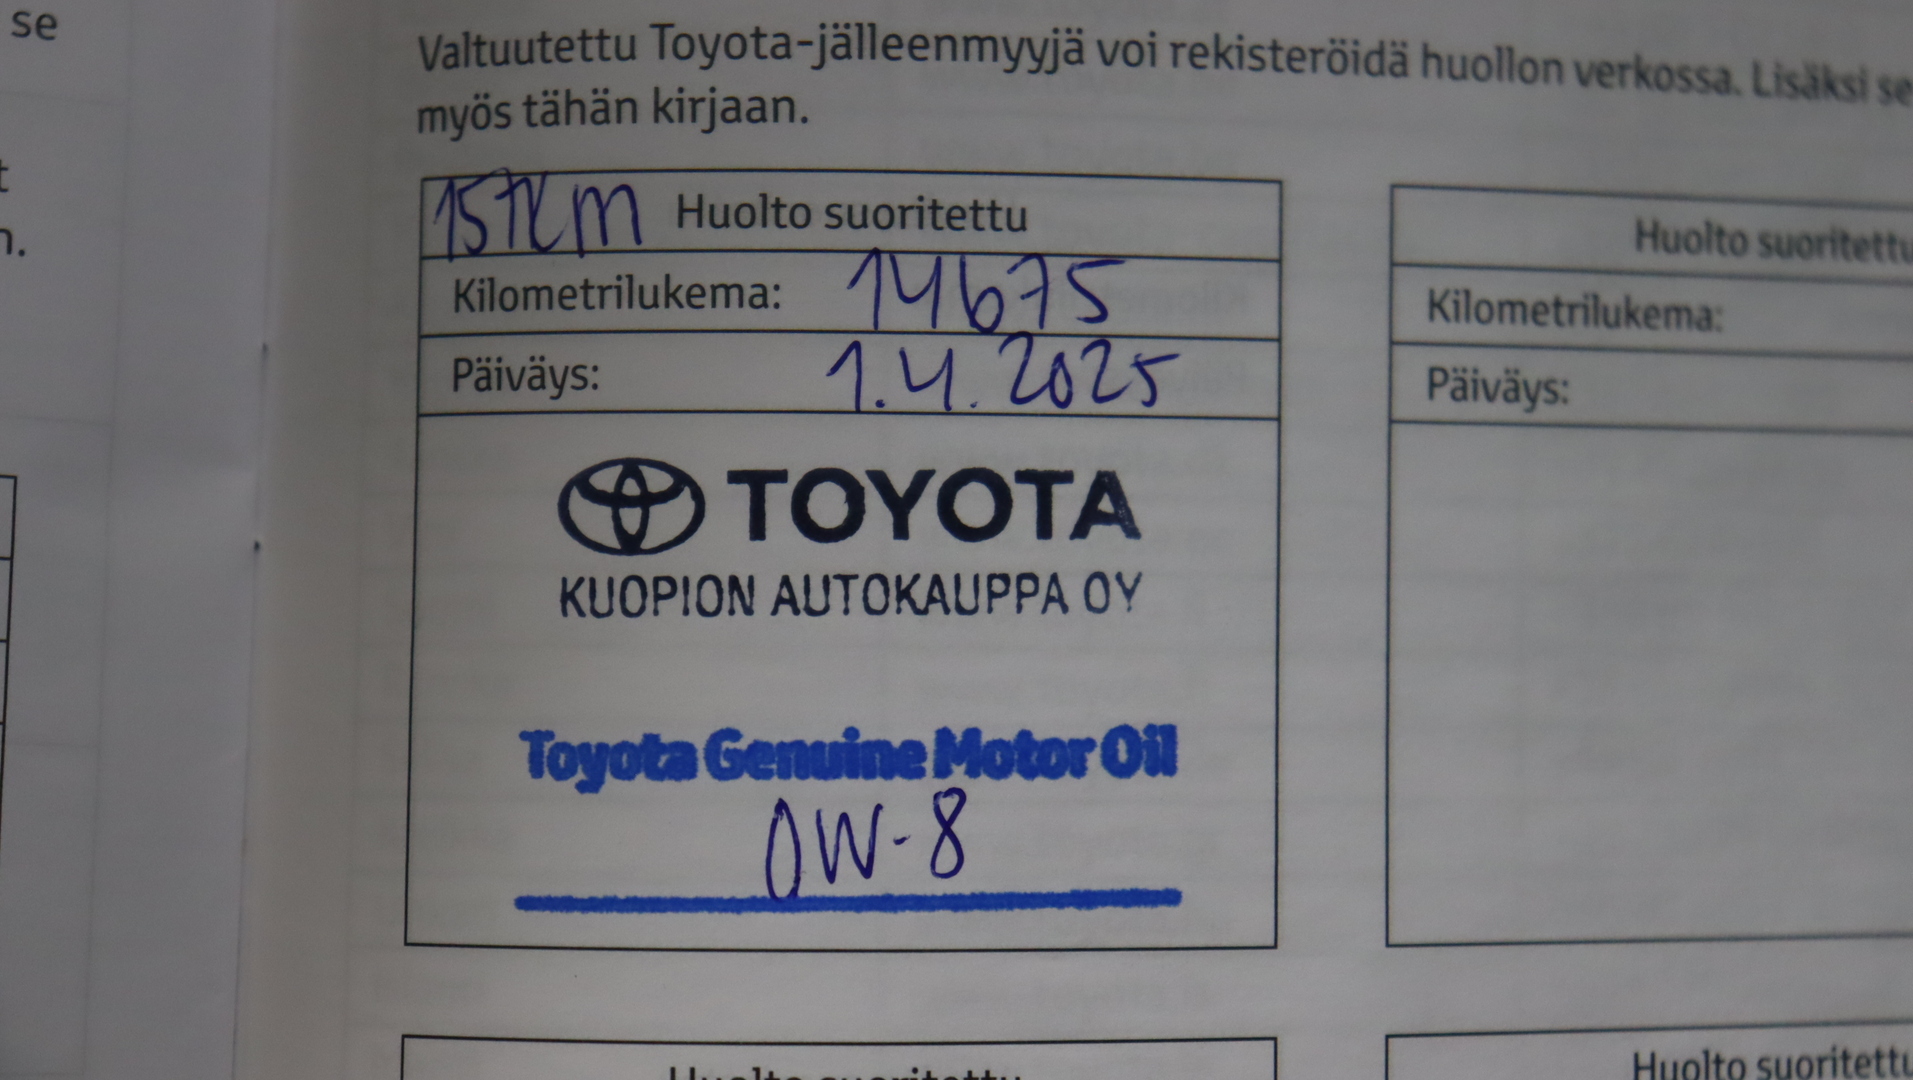 se
Valtuutettu Toyota-jälleenmyyjä voi rekisteröidä huollon verkossa. Lisäksi se
myös tähän kirjaan.
t
n.
15TKM Huolto suoritettu
Kilometrilukema: 14675
Päiväys: 1.4.2025
TOYOTA
KUOPION AUTOKAUPPA OY
Toyota Genuine Motor Oil
0W-8
Huolto suoritettu
Kilometrilukema:
Päiväys:
Huolto suoritettu
Huolto suoritettu